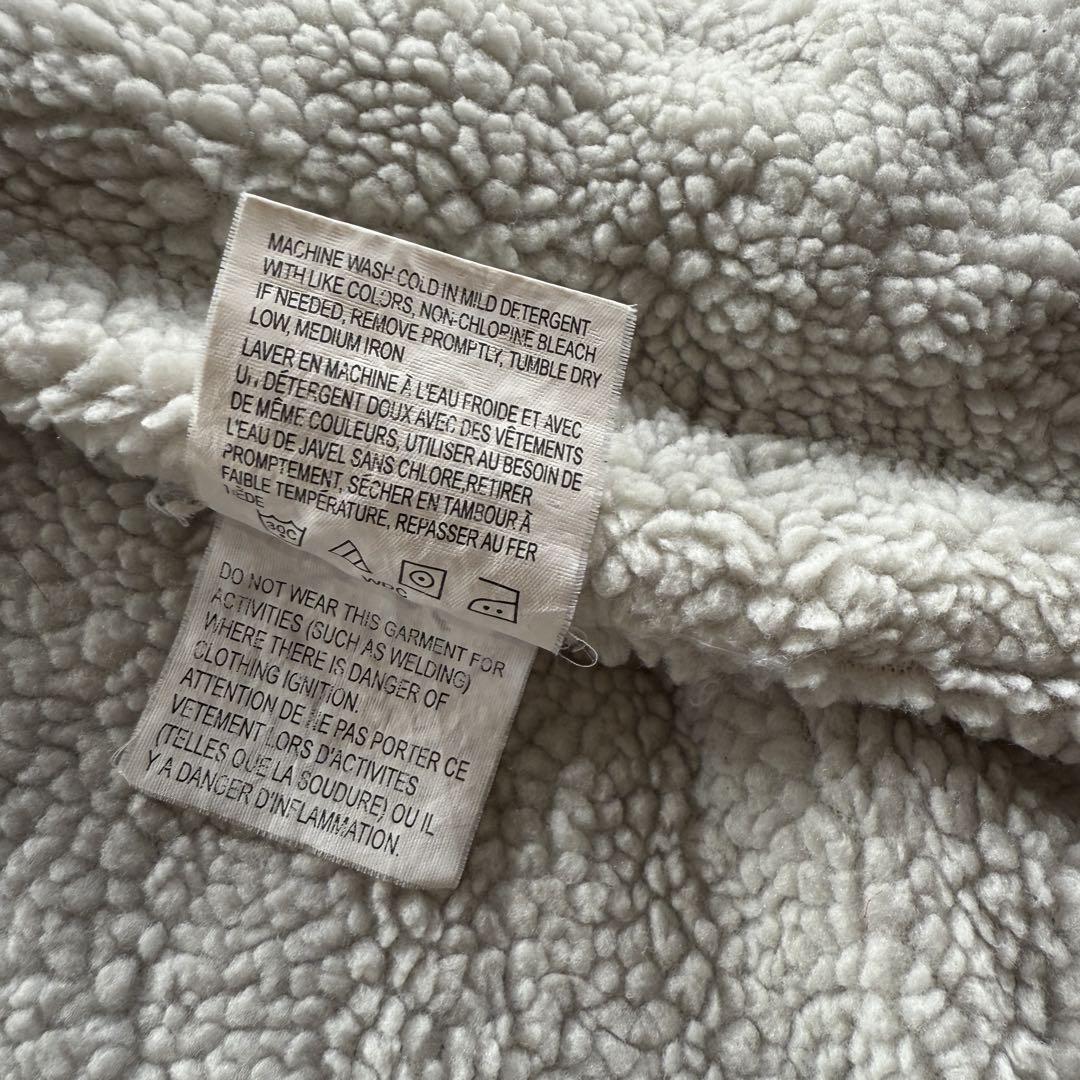 MACHINE WASH COLD IN MILD DETERGENT
WITH LIKE COLORS, NON-CHLORINE BLEACH
IF NEEDED, REMOVE PROMPTLY, TUMBLE DRY
LOW, MEDIUM IRON
LAVER EN MACHINE À L'EAU FROIDE ET AVEC
UN DÉTERGENT DOUX AVEC DES VÊTEMENTS
DE MÊME COULEURS, UTILISER AU BESOIN DE
L'EAU DE JAVEL SANS CHLORE, RETIRER
PROMPTEMENT, SÉCHER EN TAMBOUR À
FAIBLE TEMPÉRATURE, REPASSER AU FER
TIÈDE
30C
DO NOT WEAR THIS GARMENT FOR
ACTIVITIES (SUCH AS WELDING)
WHERE THERE IS DANGER OF
CLOTHING IGNITION.
ATTENTION DE NE PAS PORTER CE
VETEMENT LORS D'ACTIVITES
(TELLES QUE LA SOUDURE) OU IL
Y A DANGER D'INFLAMMATION.